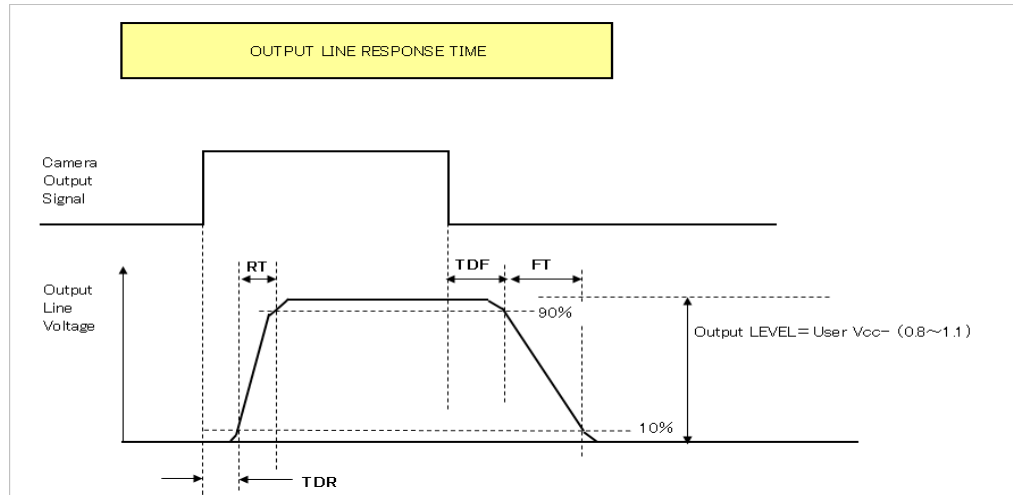 OUTPUT LINE RESPONSE TIME
Camera
Output
Signal
RT
TDF
FT
Output
Line
Voltage
90%
Output LEVEL=User Vcc-（0.8～1.1）
10%
TDR